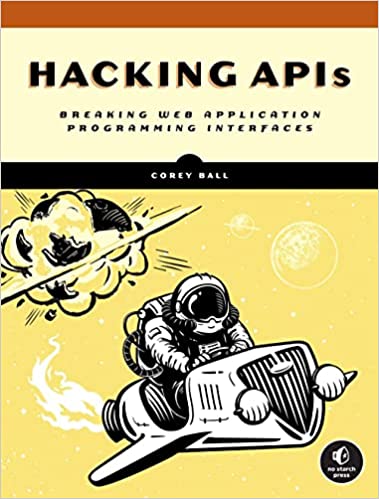 HACKING APIs
BREAKING WEB APPLICATION
PROGRAMMING INTERFACES
COREY BALL
no starch
press